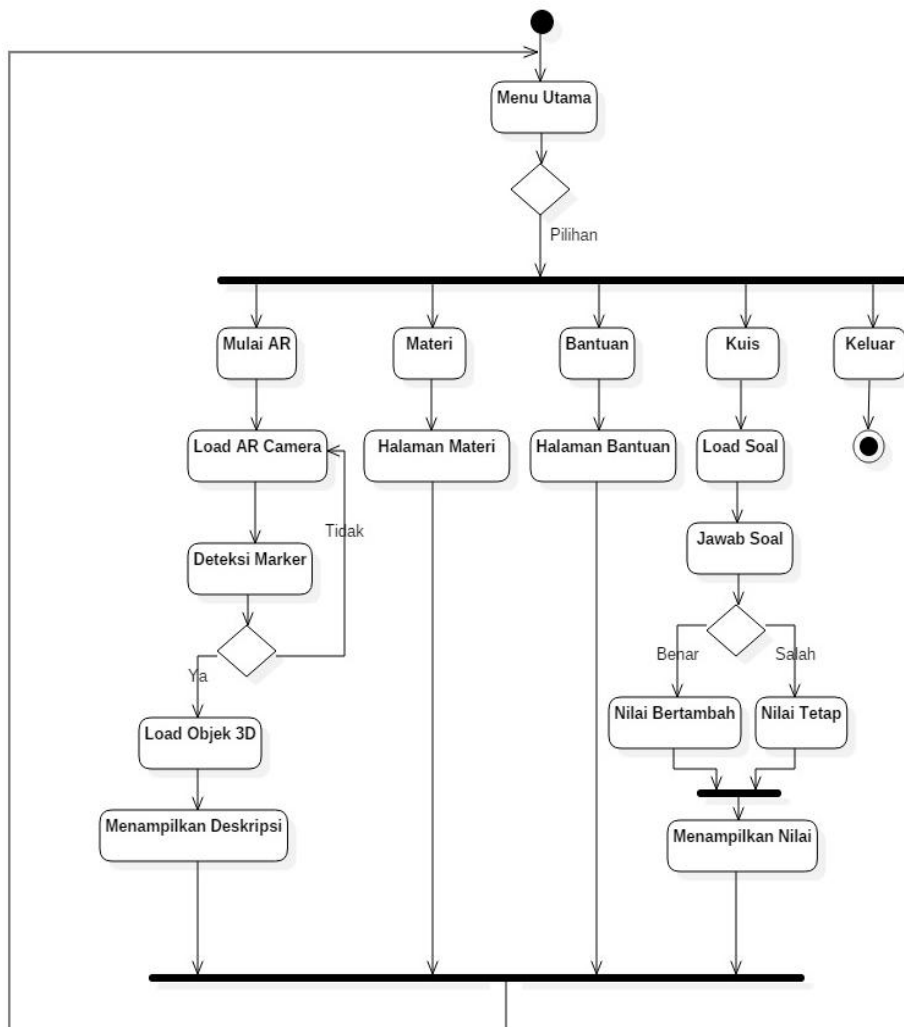 Menu Utama
Pilihan
Mulai AR
Materi
Bantuan
Kuis
Keluar
Load AR Camera
Halaman Materi
Halaman Bantuan
Load Soal
Tidak
Jawab Soal
Deteksi Marker
Benar
Salah
Ya
Nilai Bertambah
Nilai Tetap
Load Objek 3D
Menampilkan Deskripsi
Menampilkan Nilai